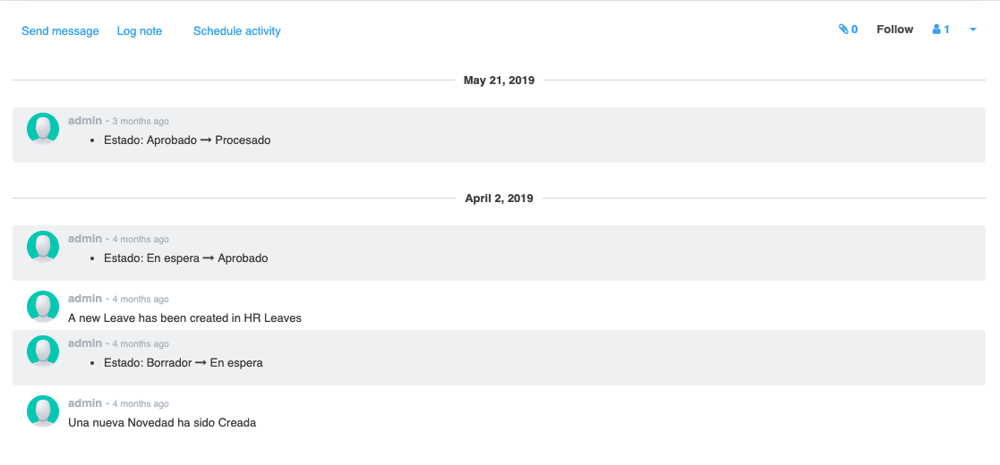 Send message Log note Schedule activity 0 Follow 1
May 21, 2019
admin - 3 months ago
• Estado: Aprobado → Procesado
April 2, 2019
admin - 4 months ago
• Estado: En espera → Aprobado
admin - 4 months ago
A new Leave has been created in HR Leaves
admin - 4 months ago
• Estado: Borrador → En espera
admin - 4 months ago
Una nueva Novedad ha sido Creada